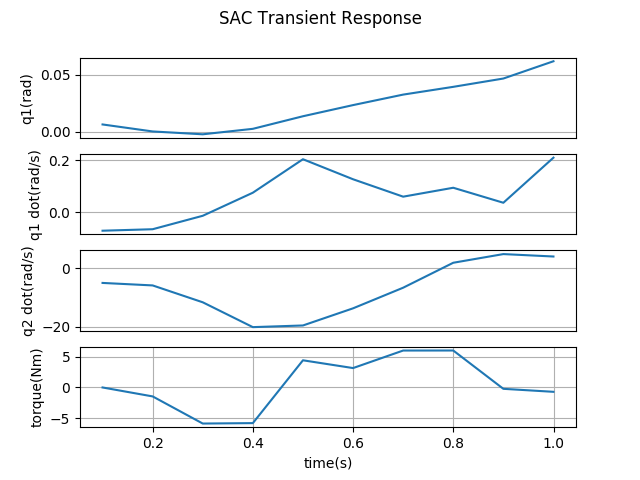 SAC Transient Response
0.05
0.00
q1(rad)
0.2
0.0
q1 dot(rad/s)
0
−20
q2 dot(rad/s)
5
0
−5
torque(Nm)
0.2 0.4 0.6 0.8 1.0
time(s)